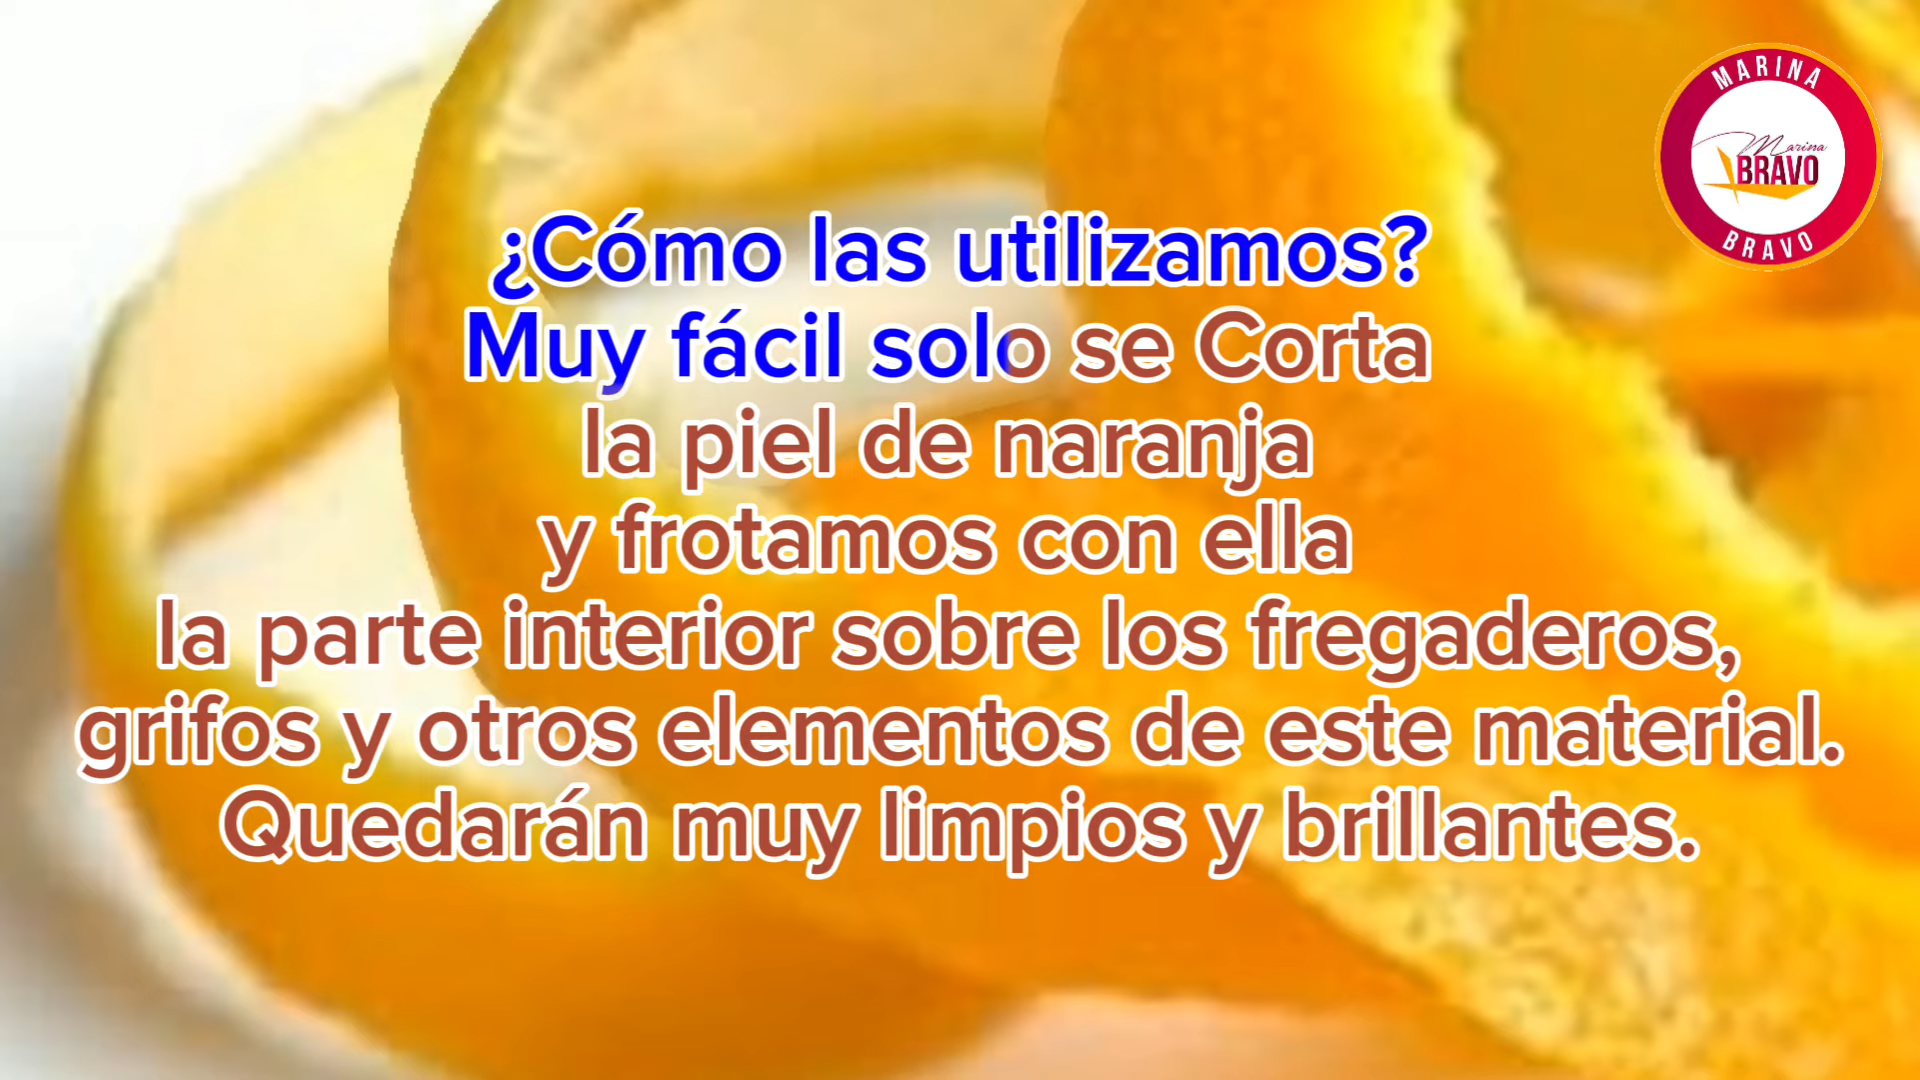 MARINA
Marina
BRAVO
BRAVO
¿Cómo las utilizamos?
Muy fácil solo se Corta
la piel de naranja
y frotamos con ella
la parte interior sobre los fregaderos,
grifos y otros elementos de este material.
Quedarán muy limpios y brillantes.